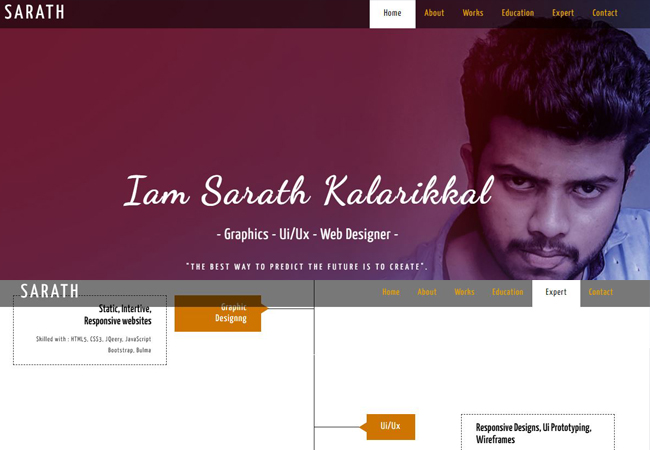 SARATH
Home About Works Education Expert Contact
Iam Sarath Kalarikkal
- Graphics - Ui/Ux - Web Designer -
"THE BEST WAY TO PREDICT THE FUTURE IS TO CREATE".
SARATH
Home About Works Education Expert Contact
Static, Intertive,
Responsive websites
Shilled with : HTML5, CSS3, JQeery, JavaScript
Bootstrap, Bulma
Graphic
Designng
Ui/Ux
Responsive Designs, Ui Prototyping,
Wireframes